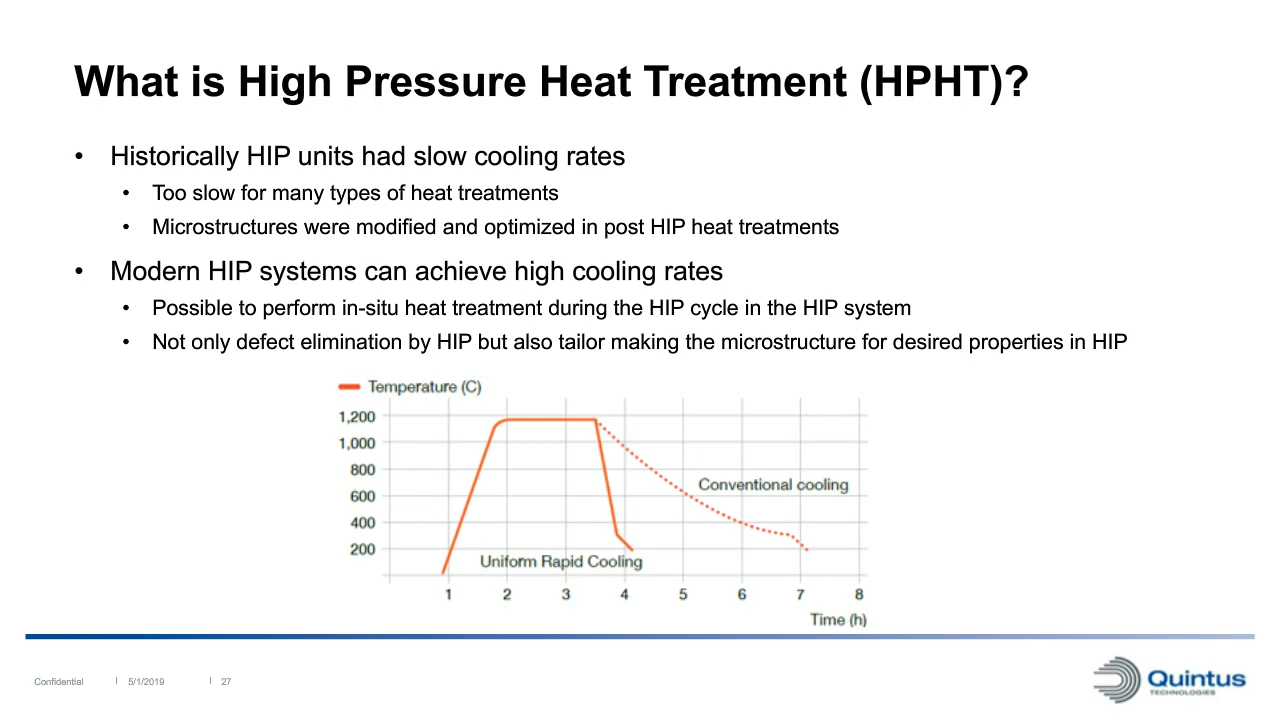 What is High Pressure Heat Treatment (HPHT)?
• Historically HIP units had slow cooling rates
• Too slow for many types of heat treatments
• Microstructures were modified and optimized in post HIP heat treatments
• Modern HIP systems can achieve high cooling rates
• Possible to perform in-situ heat treatment during the HIP cycle in the HIP system
• Not only defect elimination by HIP but also tailor making the microstructure for desired properties in HIP
Temperature (C)
1,200
1,000
800
600
400
200
Conventional cooling
Uniform Rapid Cooling
1 2 3 4 5 6 7 8
Time (h)
Confidential | 5/1/2019 | 27
Quintus
TECHNOLOGIES